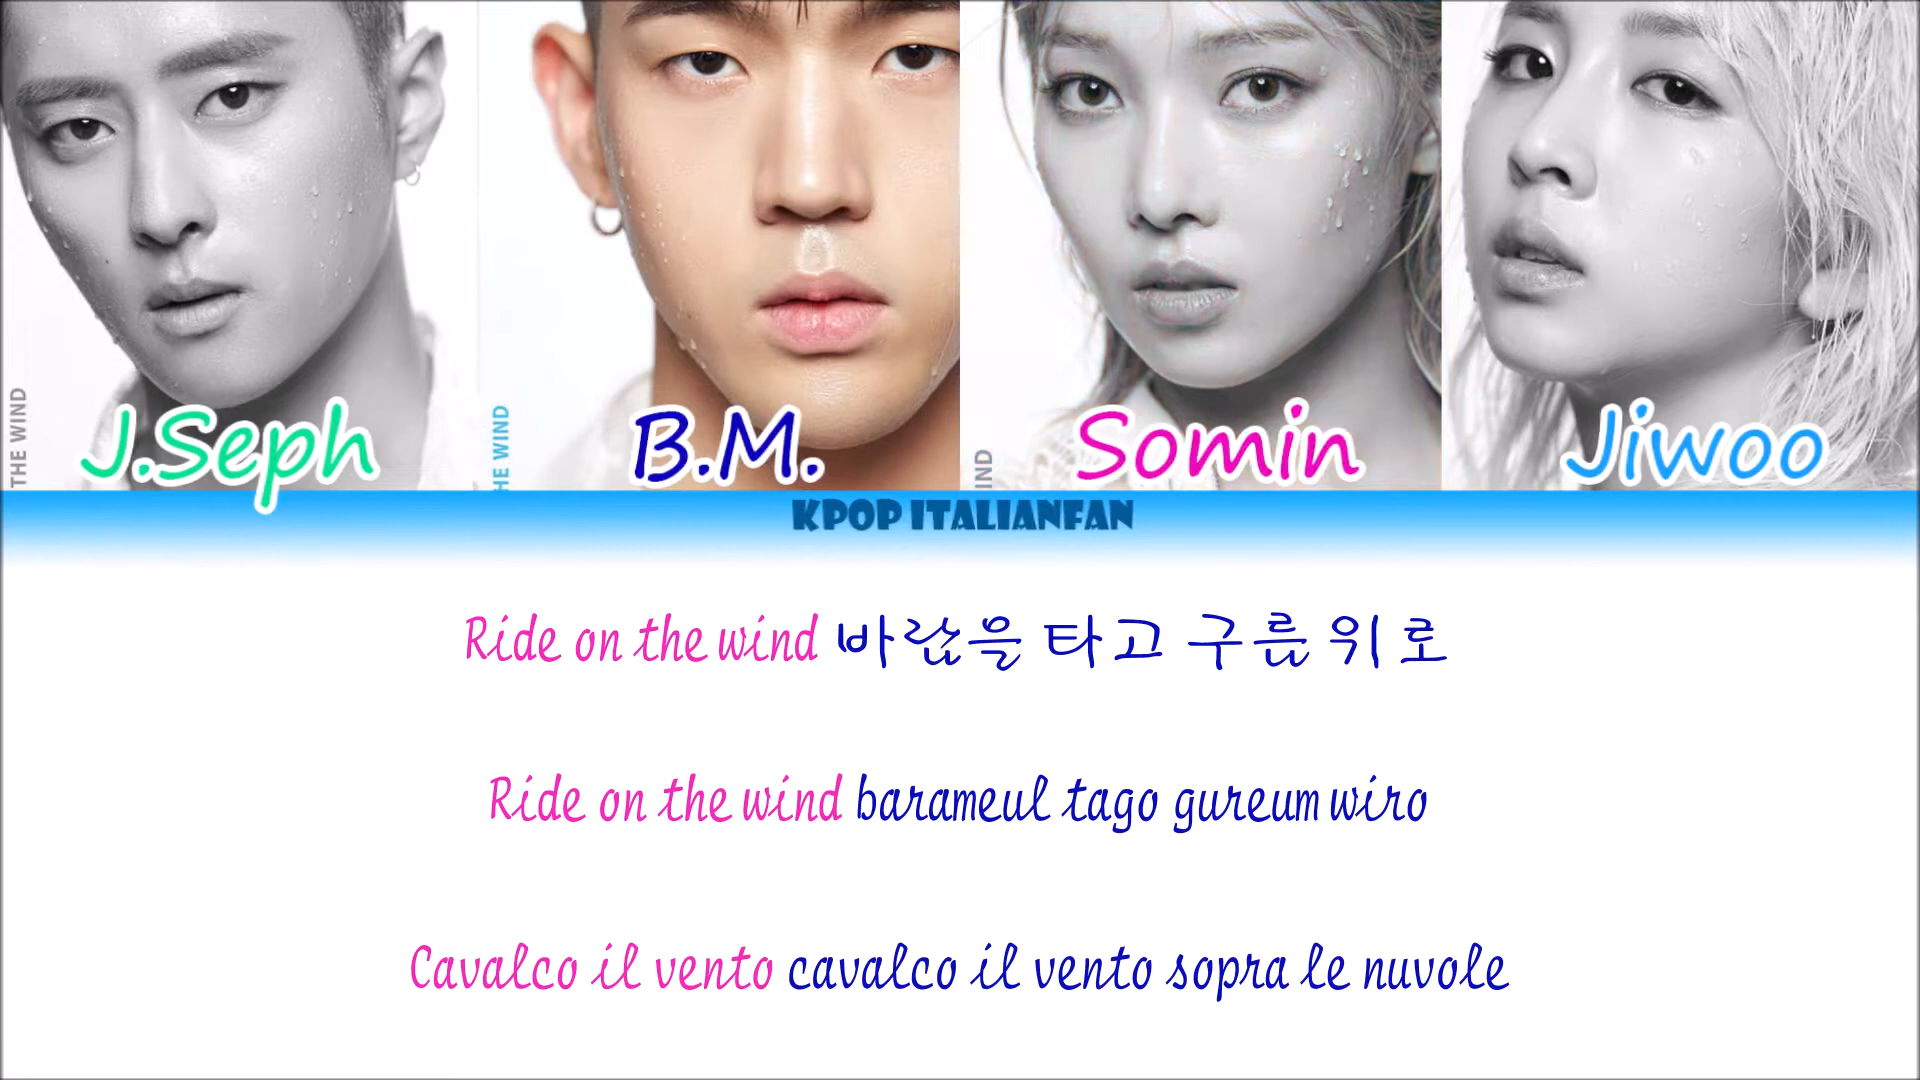 THE WIND
HE WIND
IND
J.Seph
B.M.
Somin
Jiwoo
KPOP ITALIANFAN
Ride on the wind 바람을 타고 구름 위로
Ride on the wind barameul tago gureum wiro
Cavalco il vento cavalco il vento sopra le nuvole